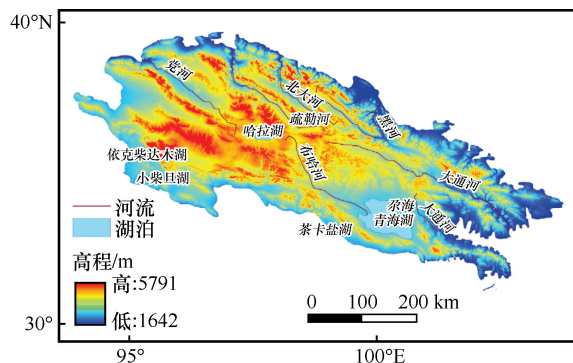 40°N
党河
北大河
疏勒河
黑河
哈拉湖
布哈河
依克柴达木湖
小柴旦湖
大通河
尕海
青海湖
大通河
茶卡盐湖
河流
湖泊
高程/m
高:5791
低:1642
0 100 200 km
30°
95° 100°E